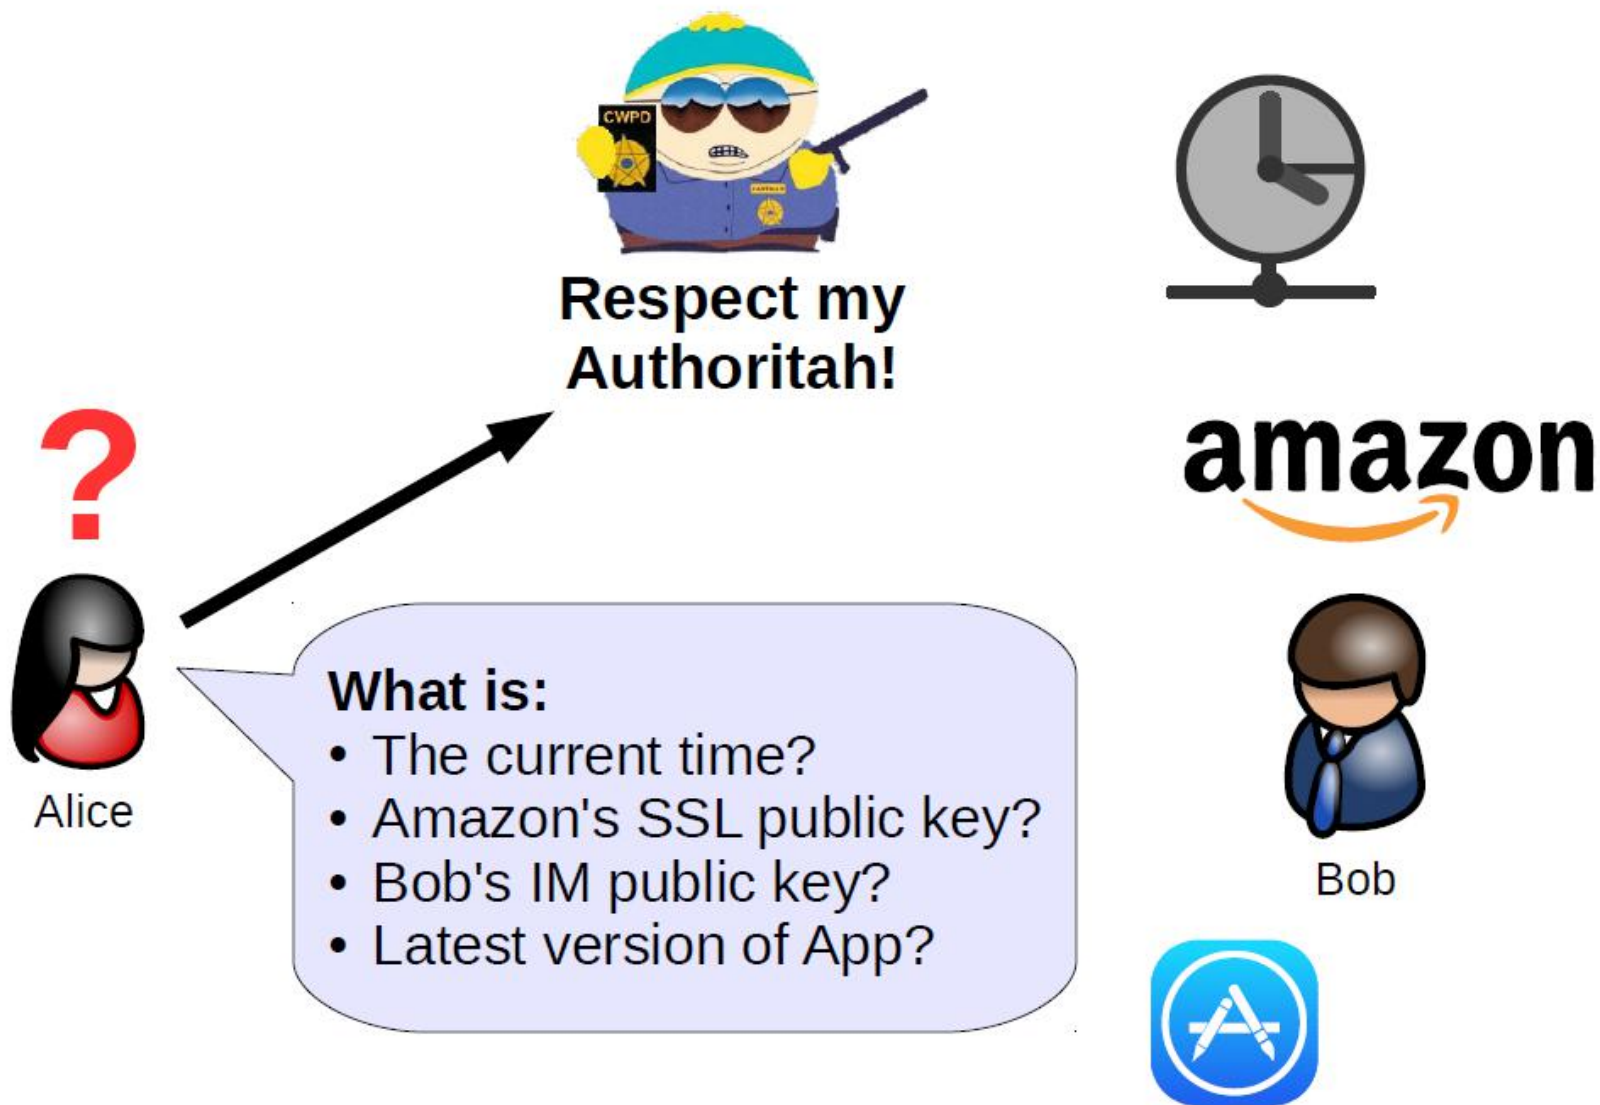 CWPD
CARTMAN
Respect my
Authoritah!
?
amazon
What is:
• The current time?
• Amazon's SSL public key?
• Bob's IM public key?
• Latest version of App?
Alice
Bob